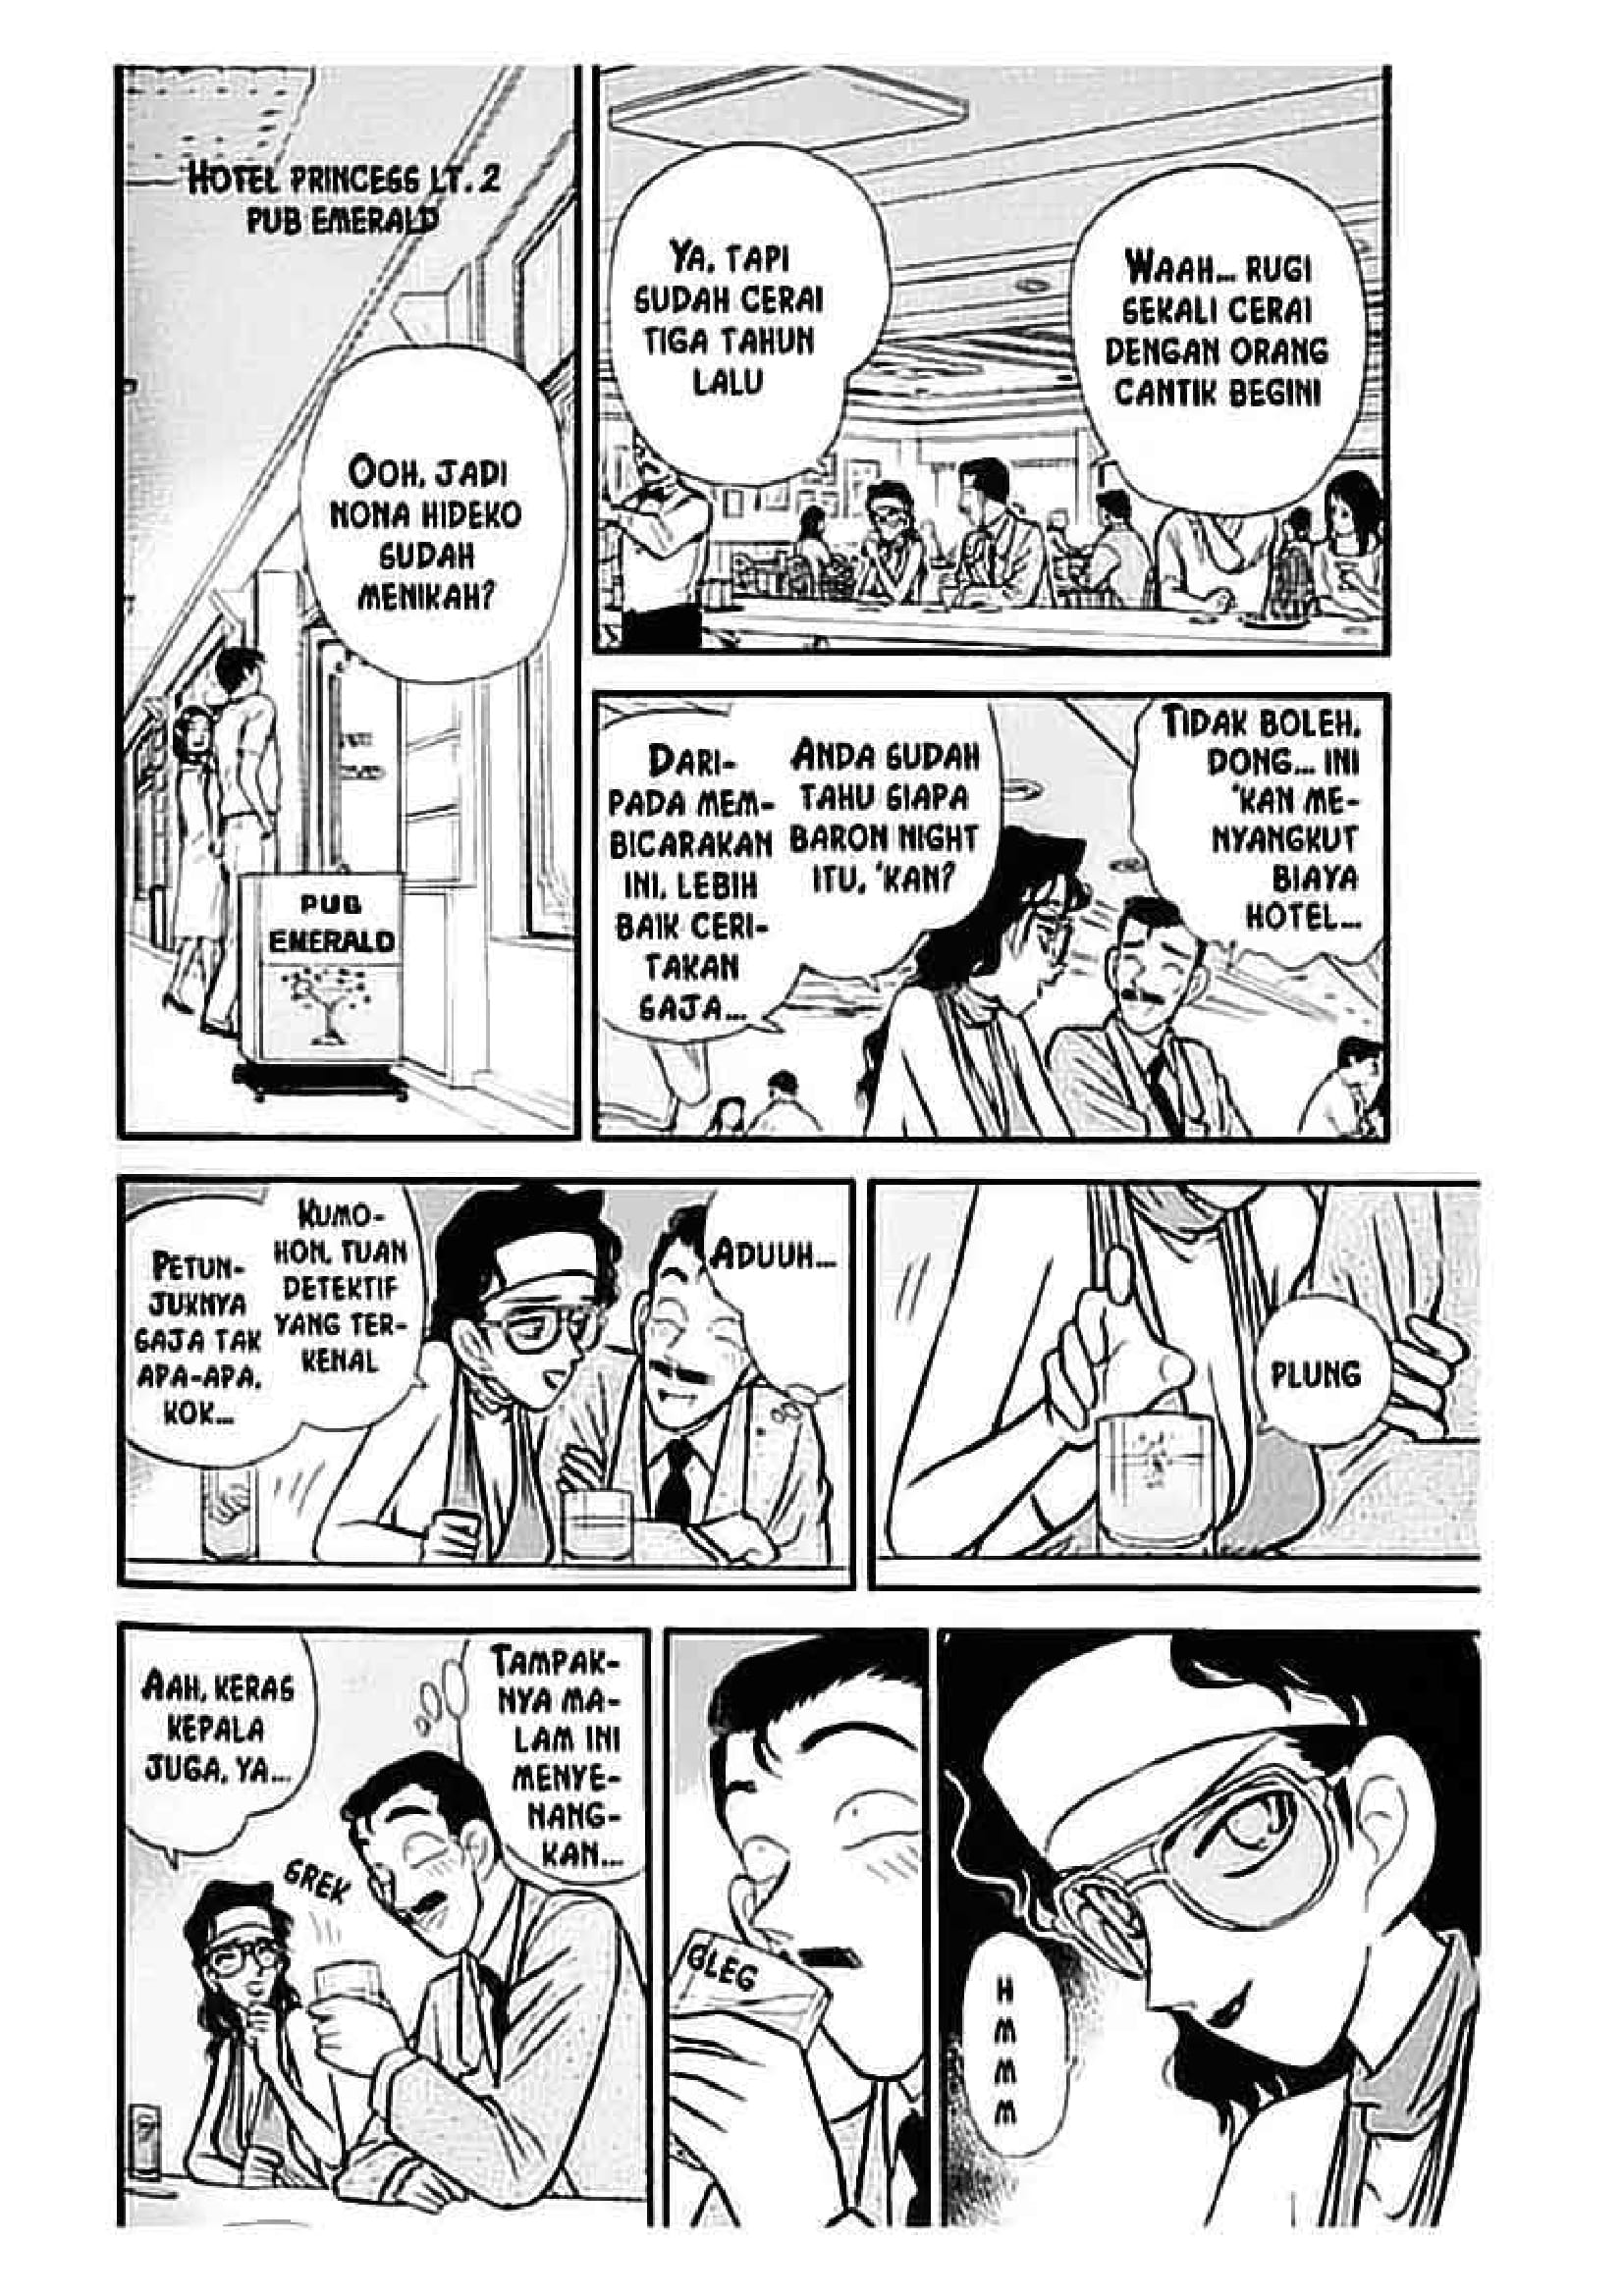 HOTEL PRINCESS LT. 2
PUB EMERALD
OOH, JADI
NONA HIDEKO
SUDAH
MENIKAH?
PUB
EMERALD
YA, TAPI
SUDAH CERAI
TIGA TAHUN
LALU
WAAH... RUGI
SEKALI CERAI
DENGAN ORANG
CANTIK BEGINI
DARI-
PADA MEM-
BICARAKAN
INI, LEBIH
BAIK CERI-
TAKAN
SAJA...
ANDA SUDAH
TAHU SIAPA
BARON NIGHT
ITU, 'KAN?
TIDAK BOLEH,
DONG... INI
'KAN ME-
NYANGKUT
BIAYA
HOTEL...
PETUN-
JUKNYA
SAJA TAK
APA-APA,
KOK...
KUMO-
HON, TUAN
DETEKTIF
YANG TER-
KENAL
ADUUH...
PLUNG
AAH, KERAS
KEPALA
JUGA, YA...
GREK
TAMPAK-
NYA MA-
LAM INI
MENYE-
NANG-
KAN...
GLEG
H
M
M
M